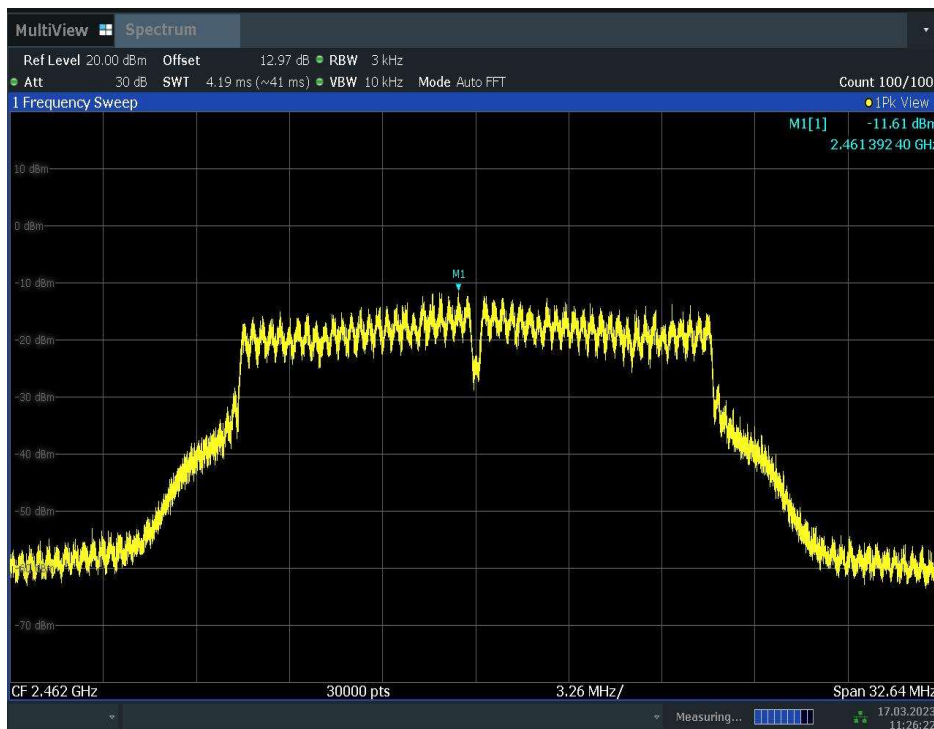 MultiView Spectrum
Ref Level 20.00 dBm Offset 12.97 dB RBW 3 kHz
Att 30 dB SWT 4.19 ms (~41 ms) VBW 10 kHz Mode Auto FFT Count 100/100
1 Frequency Sweep 1Pk View
M1[1] -11.61 dBm
2.461 392 40 GHz
10 dBm
0 dBm
M1
-10 dBm
-20 dBm
-30 dBm
-40 dBm
-50 dBm
-70 dBm
CF 2.462 GHz 30000 pts 3.26 MHz/ Span 32.64 MHz
Measuring... 17.03.2023
11:26:22